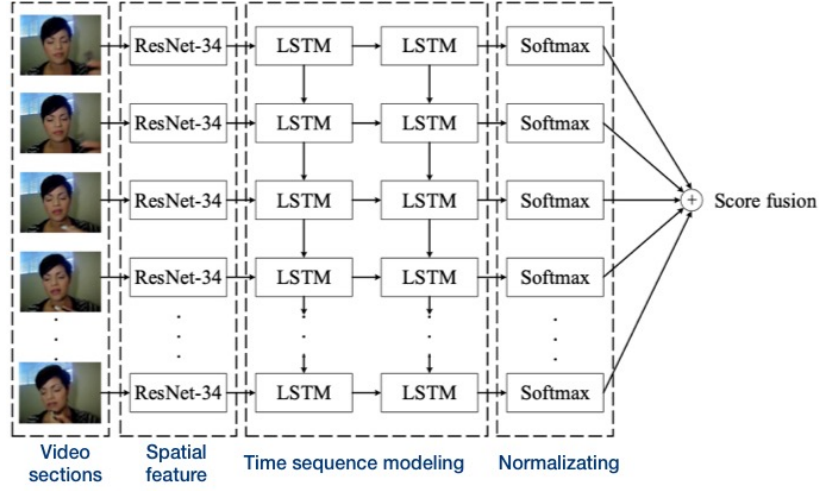 ResNet-34 LSTM LSTM Softmax
ResNet-34 LSTM LSTM Softmax
ResNet-34 LSTM LSTM Softmax + Score fusion
ResNet-34 LSTM LSTM Softmax
ResNet-34 LSTM LSTM Softmax
Video
sections
Spatial
feature
Time sequence modeling
Normalizating